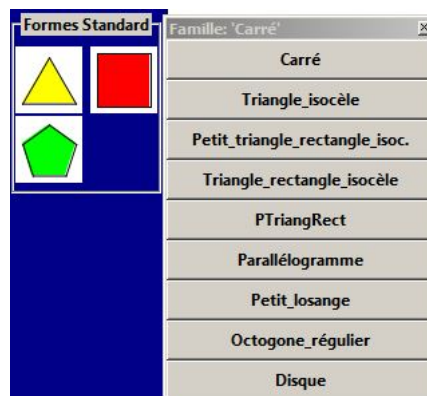 Formes Standard
Famille: 'Carré'
Carré
Triangle_isocèle
Petit_triangle_rectangle_isoc.
Triangle_rectangle_isocèle
PTriangRect
Parallélogramme
Petit_losange
Octogone_régulier
Disque